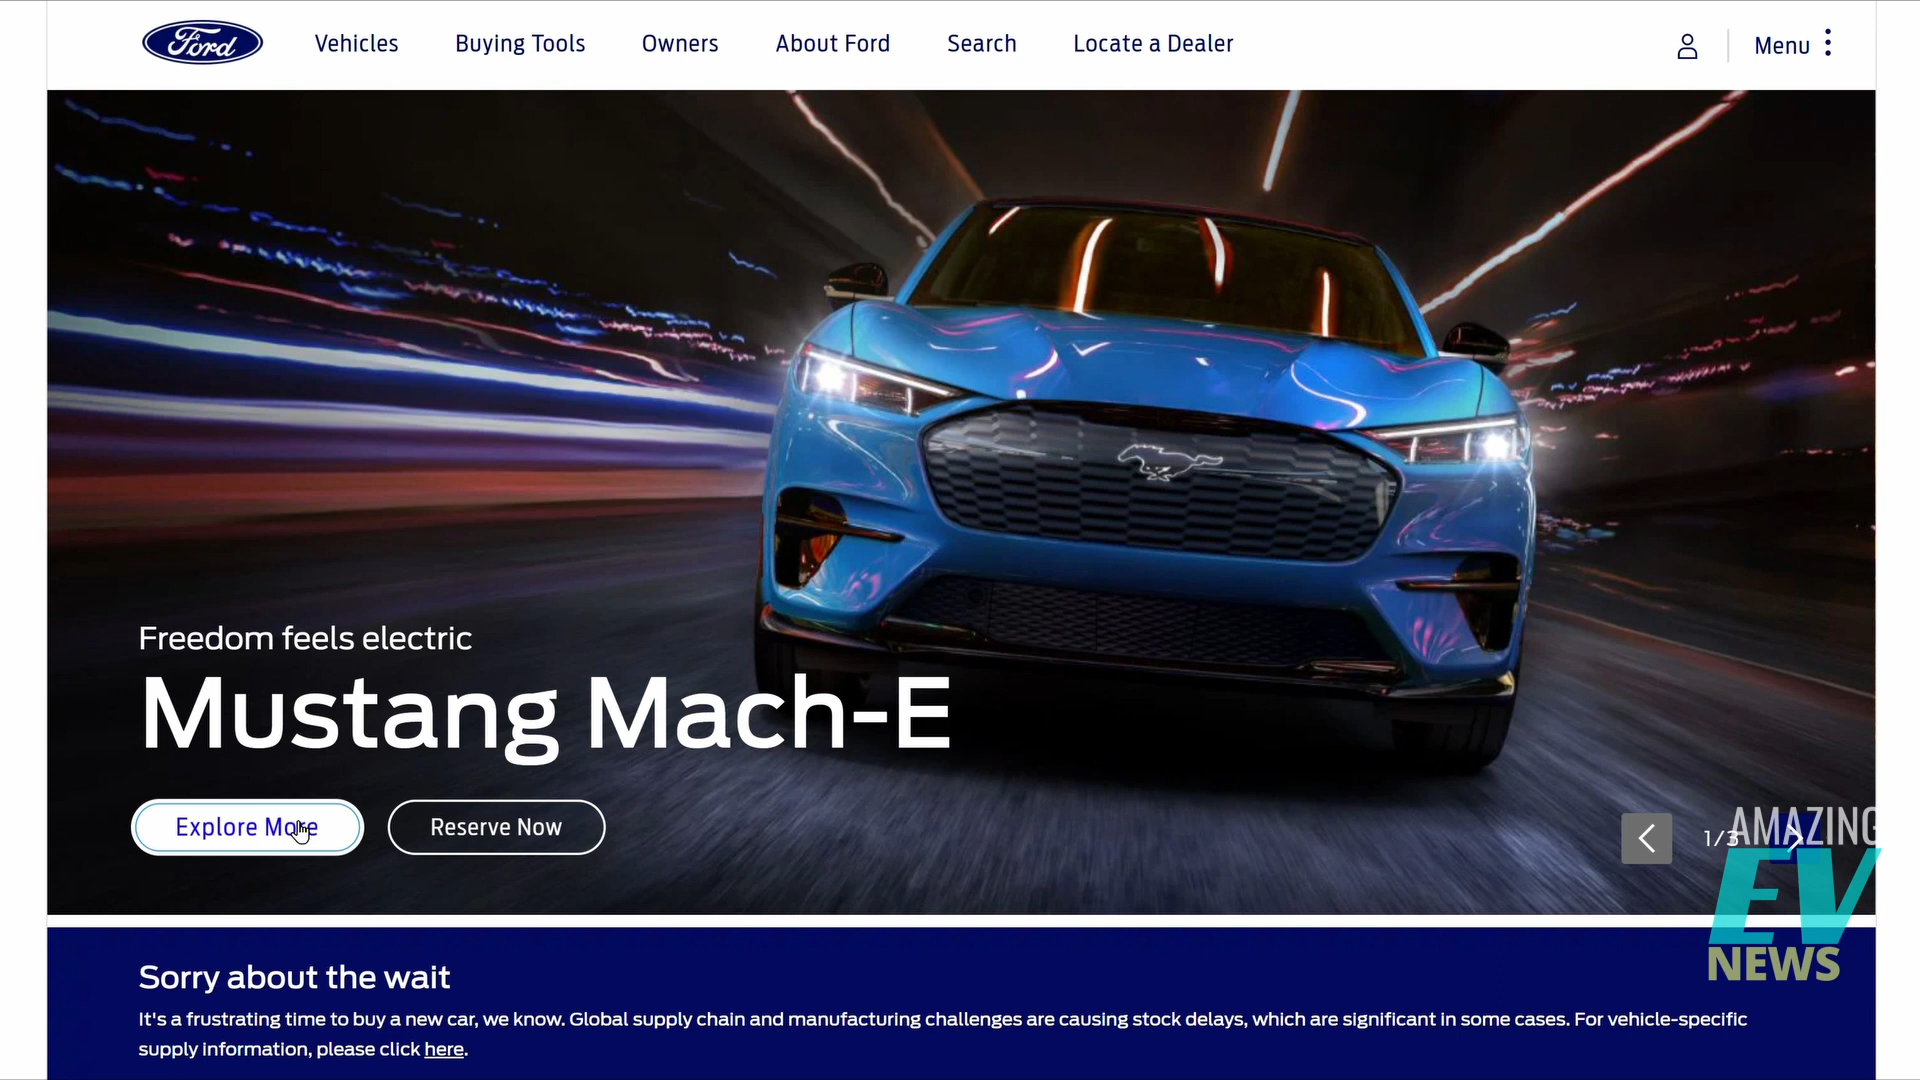 Ford
Vehicles
Buying Tools
Owners
About Ford
Search
Locate a Dealer
Menu
Freedom feels electric
Mustang Mach-E
Explore More
Reserve Now
1/3
AMAZING
EV
NEWS
Sorry about the wait
It's a frustrating time to buy a new car, we know. Global supply chain and manufacturing challenges are causing stock delays, which are significant in some cases. For vehicle-specific
supply information, please click here.